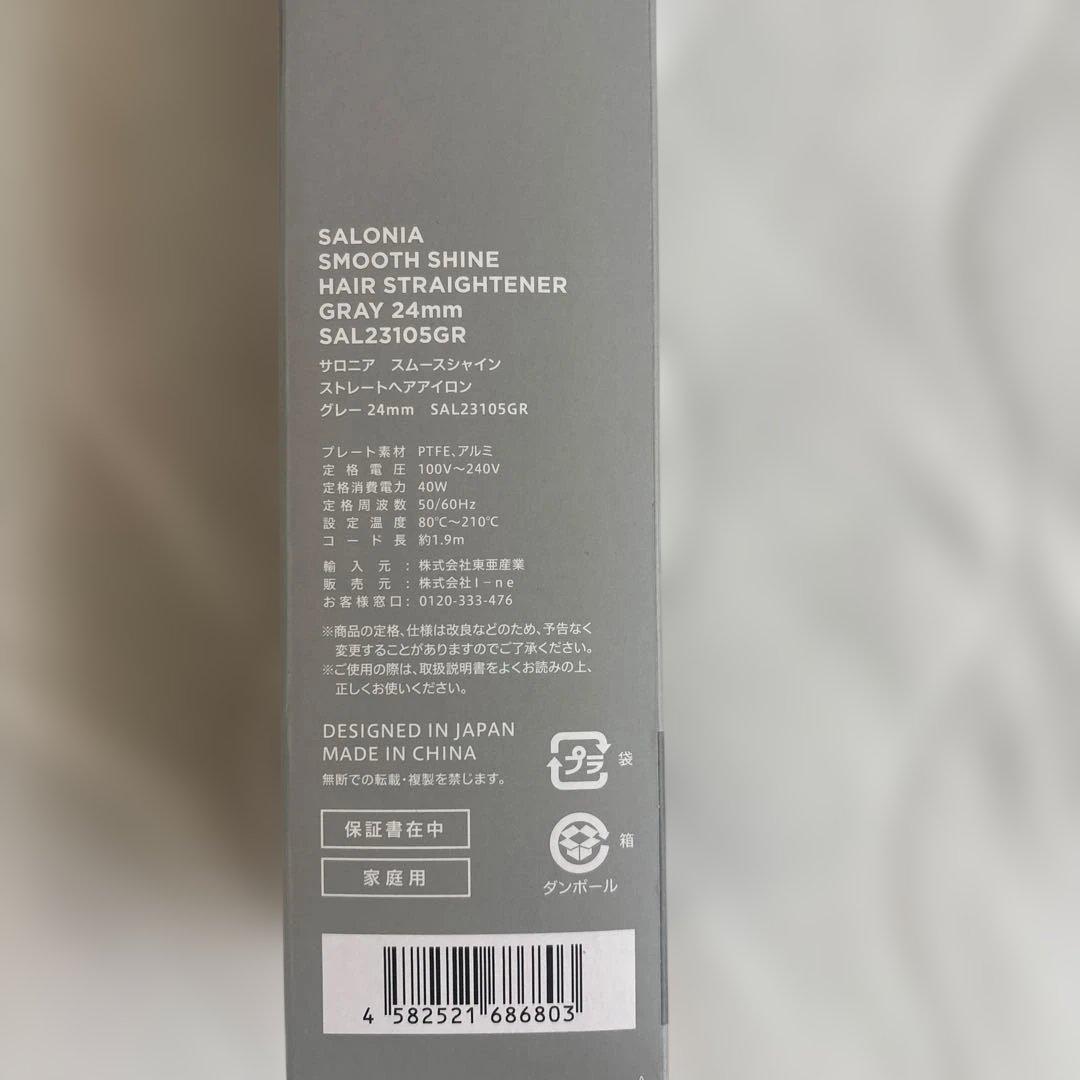 SALONIA
SMOOTH SHINE
HAIR STRAIGHTENER
GRAY 24mm
SAL23105GR
サロニア　スムースシャイン
ストレートヘアアイロン
グレー 24mm　SAL23105GR
プレート素材 PTFE、アルミ
定格電圧 100V〜240V
定格消費電力 40W
定格周波数 50/60Hz
設定温度 80℃〜210℃
コード長 約1.9m
輸入元：株式会社東亜産業
販売元：株式会社I-ne
お客様窓口：0120-333-476
※商品の定格、仕様は改良などのため、予告なく
変更することがありますのでご了承ください。
※ご使用の際は、取扱説明書をよくお読みの上、
正しくお使いください。
DESIGNED IN JAPAN
MADE IN CHINA
無断での転載・複製を禁じます。
プラ 袋
保証書在中
箱
ダンボール
家庭用
4 582521 686803